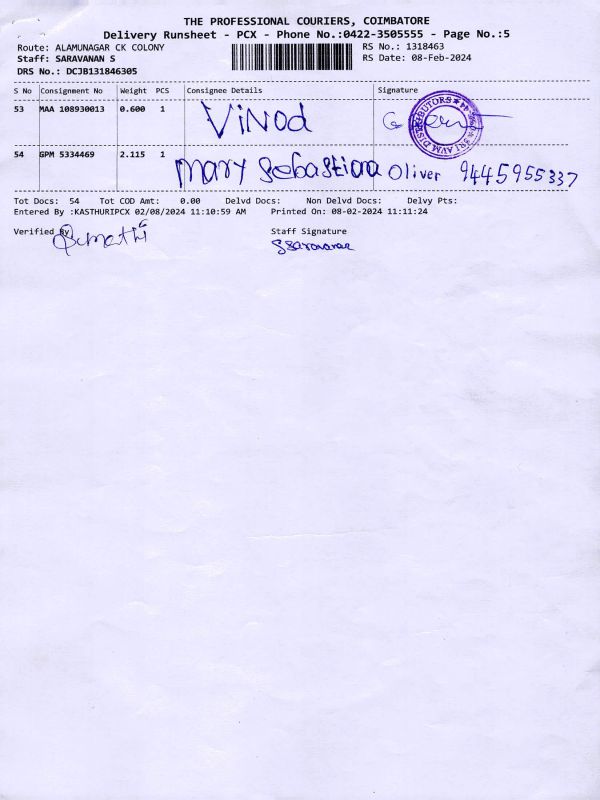 THE PROFESSIONAL COURIERS, COIMBATORE
Delivery Runsheet - PCX - Phone No.:0422-3505555 - Page No.:5
Route: ALAMUNAGAR CK COLONY RS No.: 1318463
Staff: SARAVANAN S RS Date: 08-Feb-2024
DRS No.: DCJB131846305
S No Consignment No Weight PCS Consignee Details Signature
53 MAA 108930013 0.600 1 Vinod
DISTRIBUTORS
54 GPM 5334469 2.115 1 Mary Sebastiana Oliver 9445955337
Tot Docs: 54 Tot COD Amt: 0.00 Delvd Docs: Non Delvd Docs: Delvy Pts:
Entered By :KASTHURIPCX 02/08/2024 11:10:59 AM Printed On: 08-02-2024 11:11:24
Verified By Staff Signature
SSaravanan